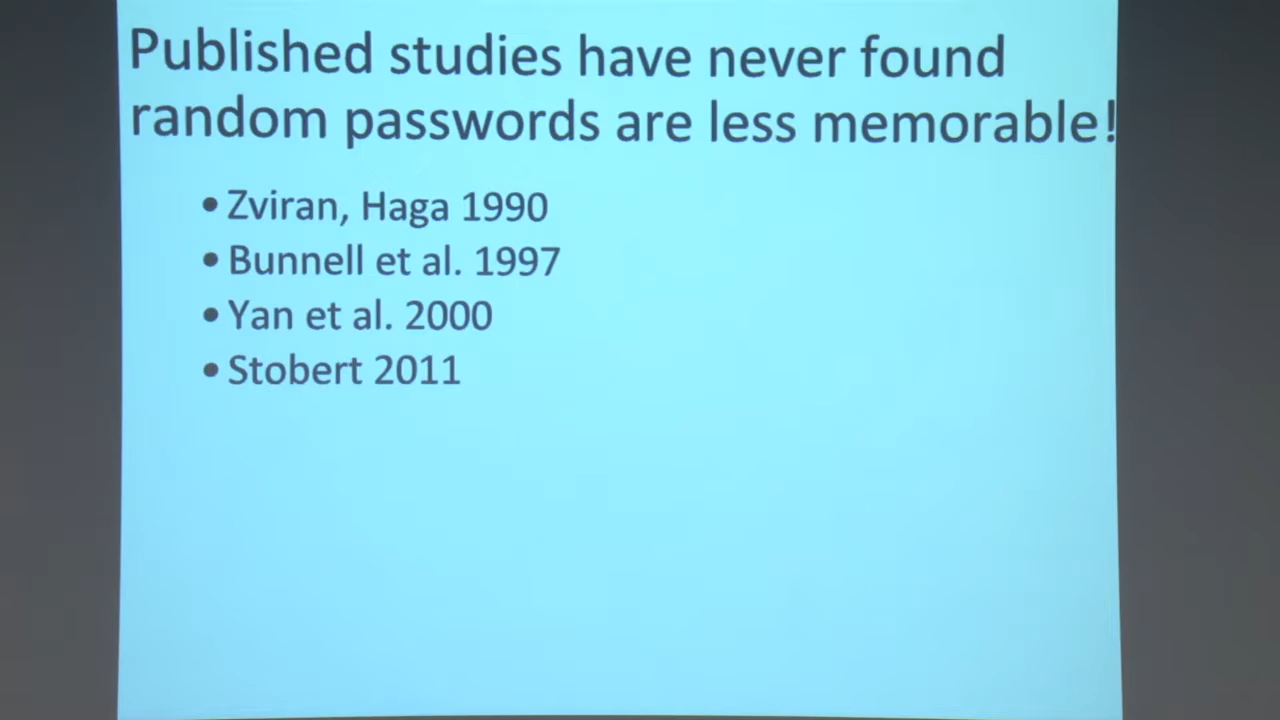 Published studies have never found
random passwords are less memorable!
• Zviran, Haga 1990
• Bunnell et al. 1997
• Yan et al. 2000
• Stobert 2011